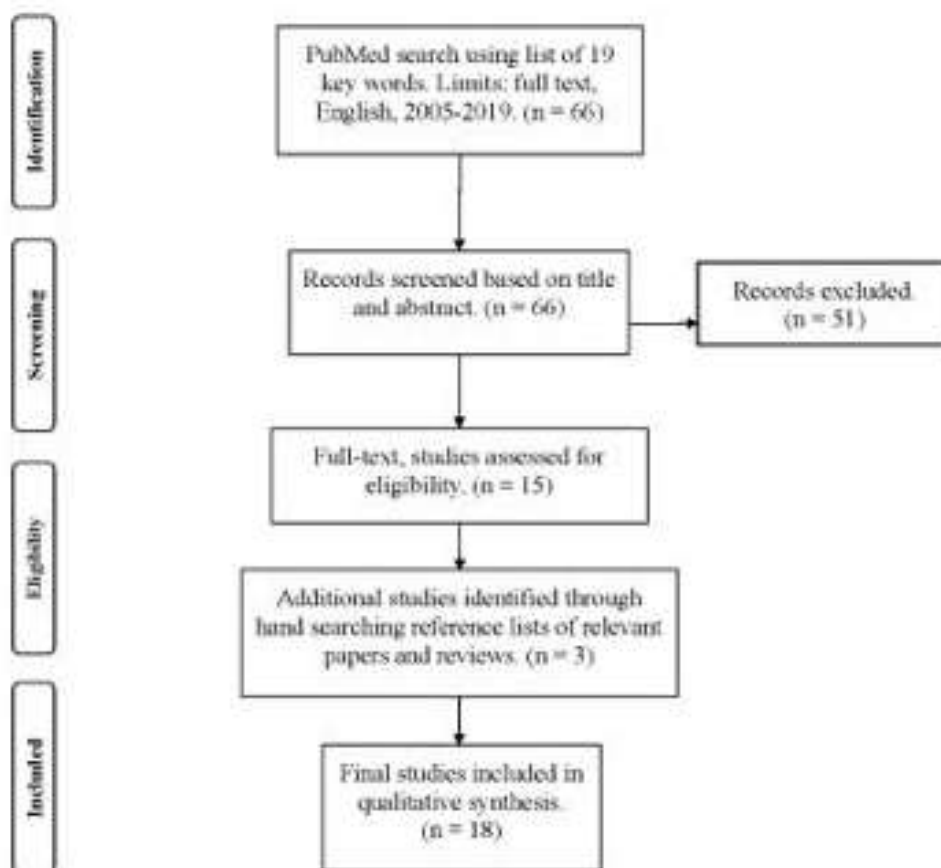 Identification
PubMed search using list of 19
key words. Limits: full text,
English, 2005-2019. (n = 66)
Screening
Records screened based on title
and abstract. (n = 66)
Records excluded.
(n = 51)
Eligibility
Full-text, studies assessed for
eligibility. (n = 15)
Additional studies identified through
hand searching reference lists of relevant
papers and reviews. (n = 3)
Included
Final studies included in
qualitative synthesis.
(n = 18)